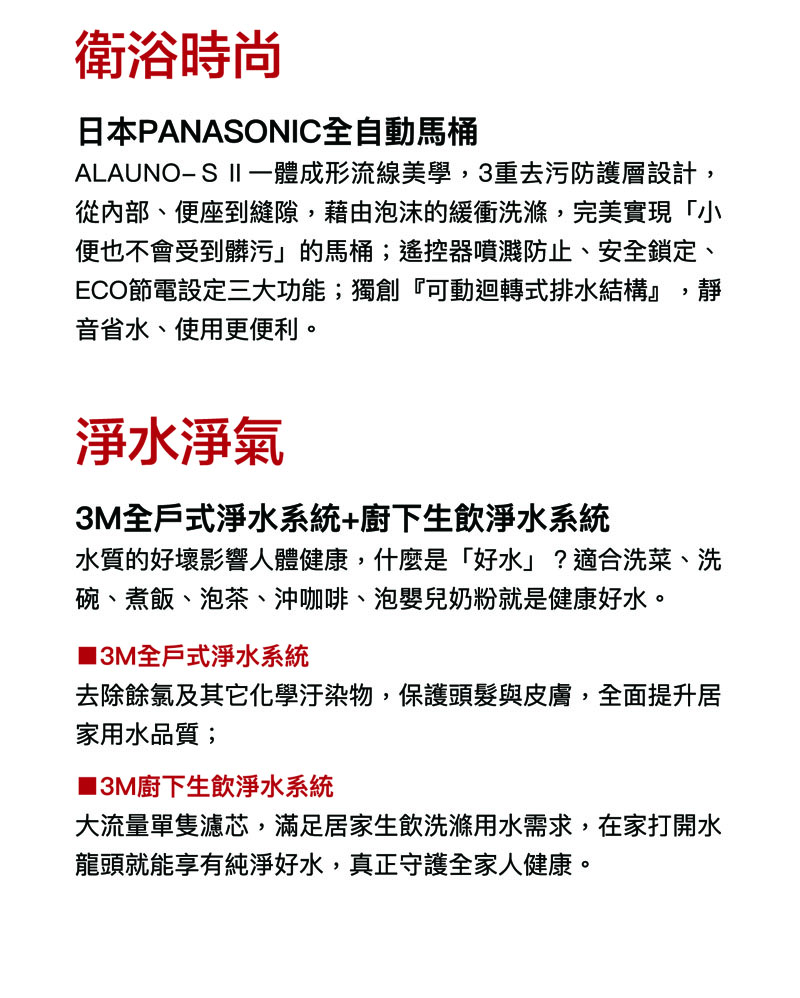 衛浴時尚
日本PANASONIC全自動馬桶
ALAUNO–S II 一體成形流線美學，3重去污防護層設計，
從內部、便座到縫隙，藉由泡沫的緩衝洗滌，完美實現「小
便也不會受到髒污」的馬桶；遙控器噴濺防止、安全鎖定、
ECO節電設定三大功能；獨創『可動迴轉式排水結構』，靜
音省水、使用更便利。
淨水淨氣
3M全戶式淨水系統+廚下生飲淨水系統
水質的好壞影響人體健康，什麼是「好水」？適合洗菜、洗
碗、煮飯、泡茶、沖咖啡、泡嬰兒奶粉就是健康好水。
■3M全戶式淨水系統
去除餘氯及其它化學汙染物，保護頭髮與皮膚，全面提升居
家用水品質；
■3M廚下生飲淨水系統
大流量單隻濾芯，滿足居家生飲洗滌用水需求，在家打開水
龍頭就能享有純淨好水，真正守護全家人健康。